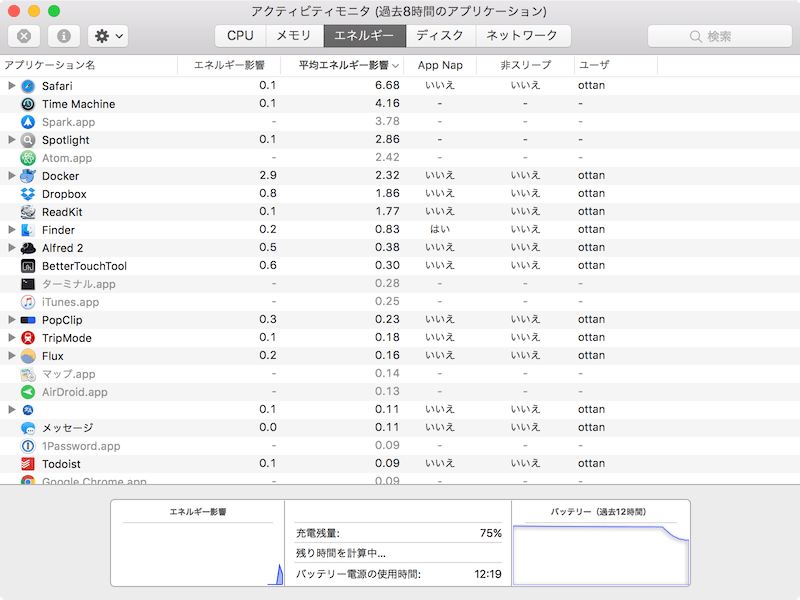 アクティビティモニタ (過去8時間のアプリケーション)
CPU メモリ エネルギー ディスク ネットワーク 検索
アプリケーション名 エネルギー影響 平均エネルギー影響 App Nap 非スリープ ユーザ
Safari 0.1 6.68 いいえ いいえ ottan
Time Machine 0.1 4.16 - - -
Spark.app - 3.78 - - -
Spotlight 0.1 2.86 - - -
Atom.app - 2.42 - - -
Docker 2.9 2.32 いいえ いいえ ottan
Dropbox 0.8 1.86 いいえ いいえ ottan
ReadKit 0.1 1.77 いいえ いいえ ottan
Finder 0.2 0.83 はい いいえ ottan
Alfred 2 0.5 0.38 いいえ いいえ ottan
BetterTouchTool 0.6 0.30 いいえ いいえ ottan
ターミナル.app - 0.28 - - -
iTunes.app - 0.25 - - -
PopClip 0.3 0.23 いいえ いいえ ottan
TripMode 0.1 0.18 いいえ いいえ ottan
Flux 0.2 0.16 いいえ いいえ ottan
マップ.app - 0.14 - - -
AirDroid.app - 0.13 - - -
0.1 0.11 いいえ いいえ ottan
メッセージ 0.0 0.11 いいえ いいえ ottan
1Password.app - 0.09 - - -
Todoist 0.1 0.09 いいえ いいえ ottan
Google Chrome.app - 0.09 - - -
エネルギー影響
充電残量: 75%
残り時間を計算中...
バッテリー電源の使用時間: 12:19
バッテリー（過去12時間）